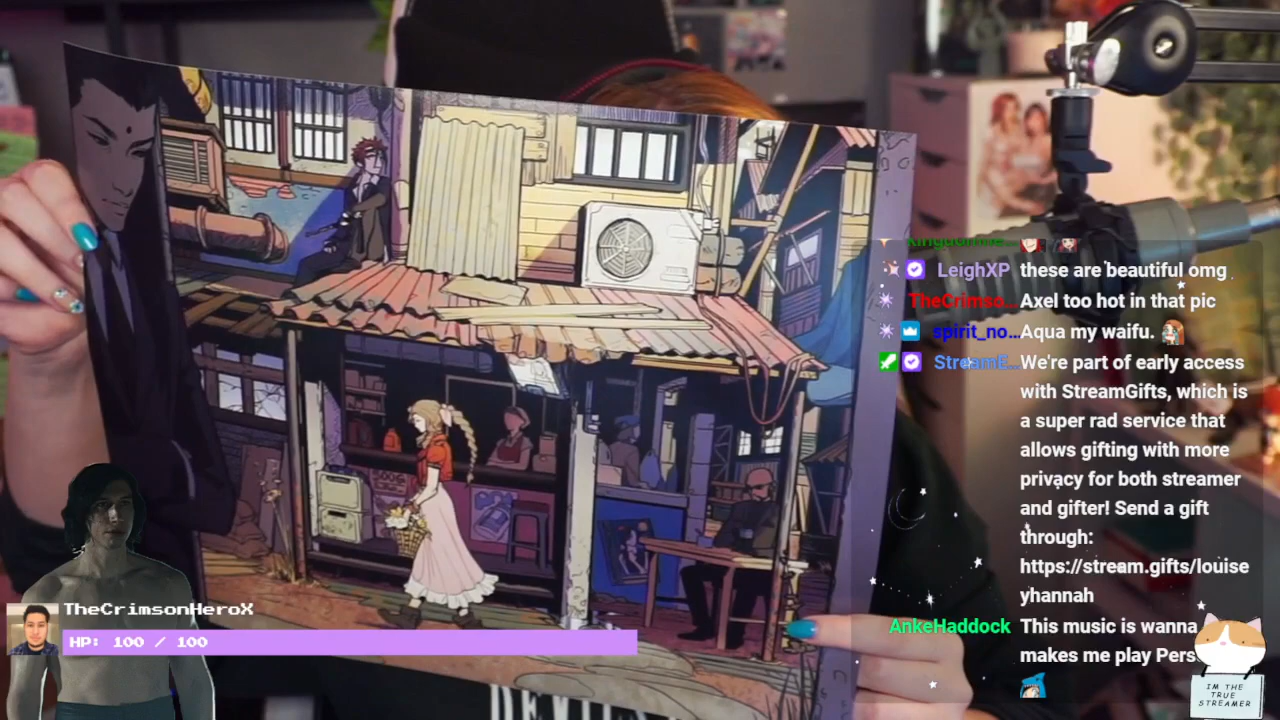 LeighXP these are beautiful omg
TheCrimso... Axel too hot in that pic
spirit_no... Aqua my waifu.
StreamE... We're part of early access
with StreamGifts, which is
a super rad service that
allows gifting with more
privacy for both streamer
and gifter! Send a gift
through:
https://stream.gifts/louise
yhannah
AnkeHaddock This music is wanna
makes me play Pers
TheCrimsonHeroX
HP: 100 / 100
IM THE
TRUE
STREAMER